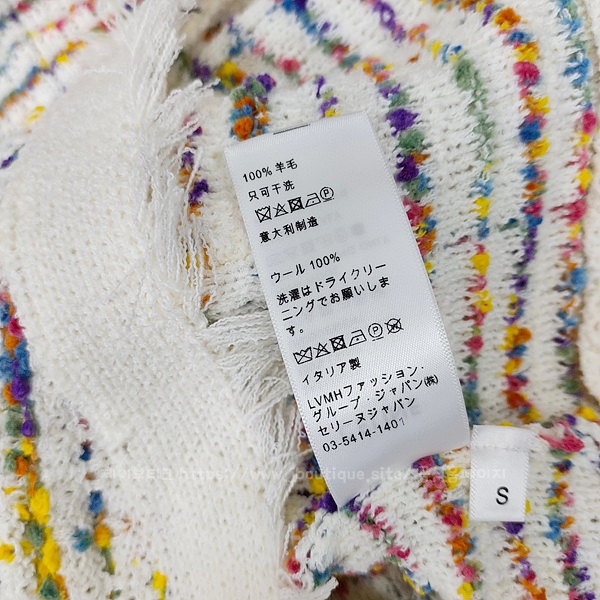 100% 羊毛
只可干洗
意大利制造
ウール 100%
洗濯はドライクリー
ニングでお願いしま
す。
イタリア製
LVMHファッション・
グループ・ジャパン(株)
セリーヌジャパン
03-5414-1401
S